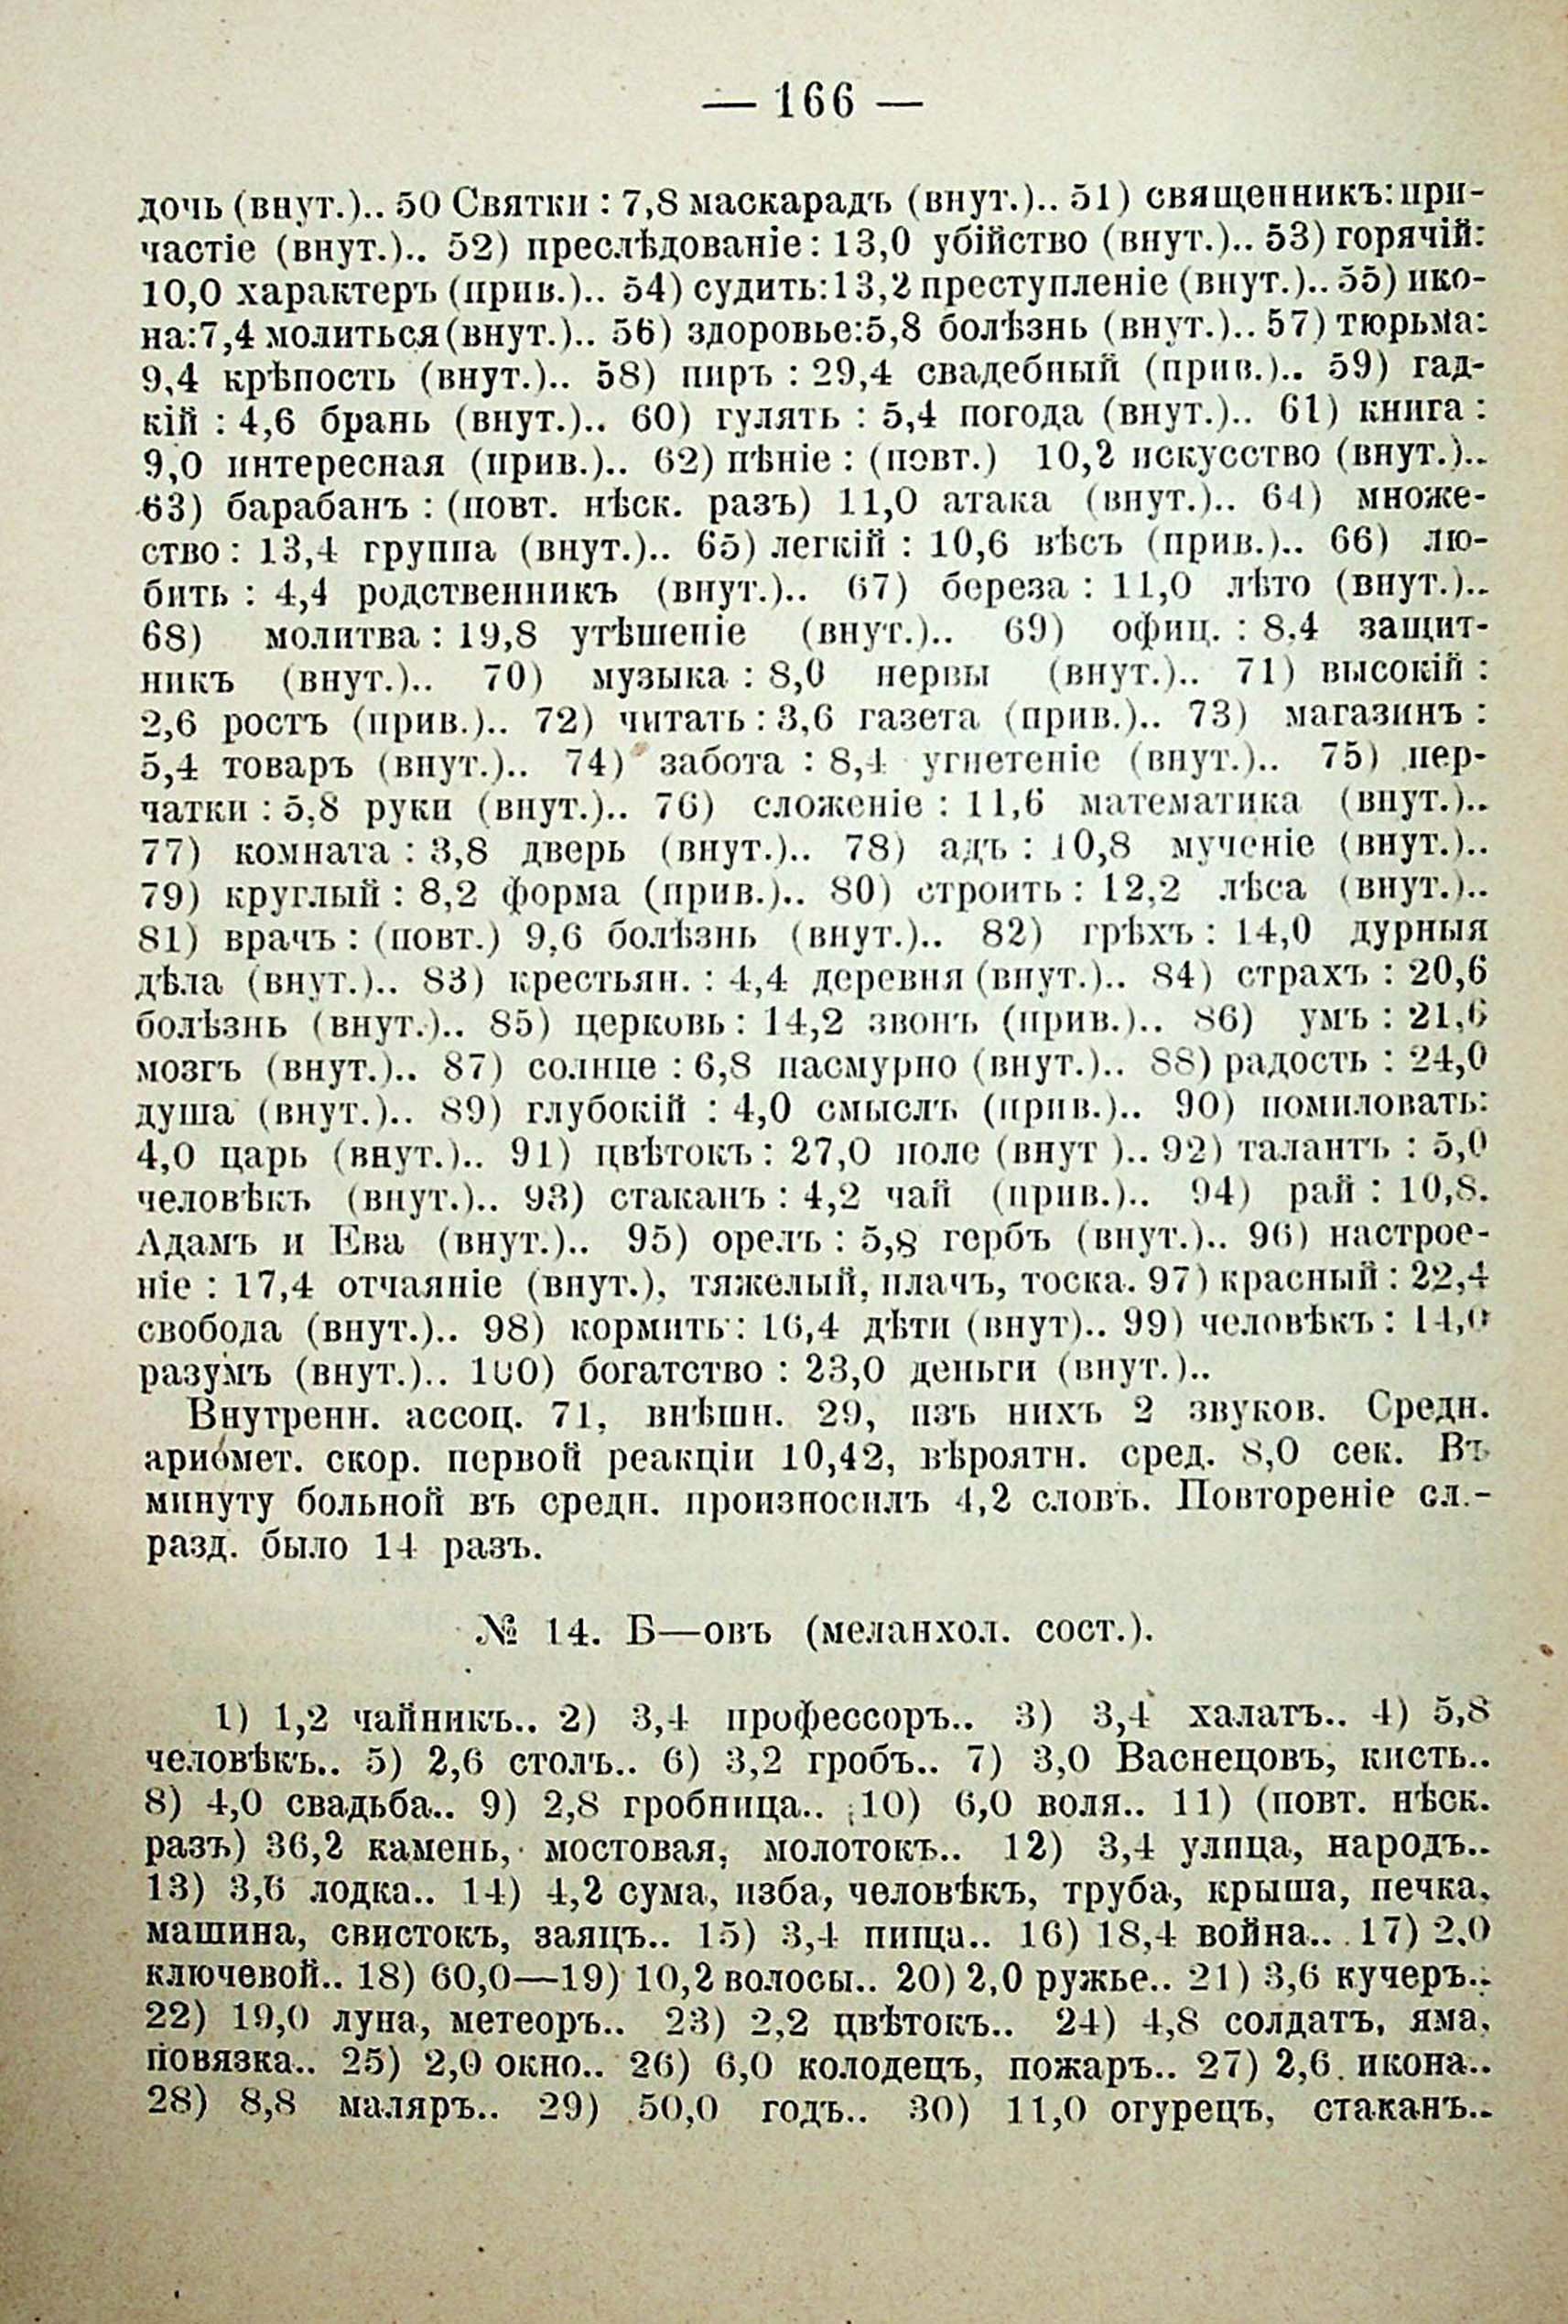 — 166 —
дочь (внут.).. 50 Святки : 7,8 маскарадъ (внут.).. 51) священникъ: при-
частіе (внут.).. 52) преслѣдованіе : 13,0 убійство (внут.).. 53) горячій:
10,0 характеръ (прив.).. 54) судить: 13,2 преступленіе (внут.).. 55) ико-
на:7,4 молиться (внут.).. 56) здоровье:5,8 болѣзнь (внут.).. 57) тюрьма:
9,4 крѣпость (внут.).. 58) пиръ : 29,4 свадебный (прив.).. 59) гад-
кій : 4,6 брань (внут.).. 60) гулять : 5,4 погода (внут.).. 61) книга :
9,0 интересная (прив.).. 62) пѣніе : (повт.) 10,2 искусство (внут.)..
63) барабанъ : (повт. нѣск. разъ) 11,0 атака (внут.).. 64) множе-
ство : 13,4 группа (внут.).. 65) легкій : 10,6 вѣсъ (прив.).. 66) лю-
бить : 4,4 родственникъ (внут.).. 67) береза : 11,0 лѣто (внут.)..
68) молитва : 19,8 утѣшеніе (внут.).. 69) офиц. : 8,4 защит-
никъ (внут.).. 70) музыка : 8,0 нервы (внут.).. 71) высокій :
2,6 ростъ (прив.).. 72) читать : 3,6 газета (прив.).. 73) магазинъ :
5,4 товаръ (внут.).. 74) забота : 8,4 угнетеніе (внут.).. 75) пер-
чатки : 5,8 руки (внут.).. 76) сложеніе : 11,6 математика (внут.)..
77) комната : 3,8 дверь (внут.).. 78) адъ : 10,8 мученіе (внут.)..
79) круглый : 8,2 форма (прив.).. 80) строить : 12,2 лѣса (внут.)..
81) врачъ : (повт.) 9,6 болѣзнь (внут.).. 82) грѣхъ : 14,0 дурныя
дѣла (внут.).. 83) крестьян. : 4,4 деревня (внут.).. 84) страхъ : 20,6
болѣзнь (внут.).. 85) церковь : 14,2 звонъ (прив.).. 86) умъ : 21,6
мозгъ (внут.).. 87) солнце : 6,8 пасмурно (внут.).. 88) радость : 24,0
душа (внут.).. 89) глубокій : 4,0 смыслъ (прив.).. 90) помиловать:
4,0 царь (внут.).. 91) цвѣтокъ : 27,0 поле (внут ).. 92) талантъ : 5,0
человѣкъ (внут.).. 93) стаканъ : 4,2 чай (прив.).. 94) рай : 10,8.
Адамъ и Ева (внут.).. 95) орелъ : 5,8 гербъ (внут.).. 96) настрое-
ніе : 17,4 отчаяніе (внут.), тяжелый, плачъ, тоска. 97) красный : 22,4
свобода (внут.).. 98) кормить : 16,4 дѣти (внут).. 99) человѣкъ : 14,0
разумъ (внут.).. 100) богатство : 23,0 деньги (внут.)..
Внутренн. ассоц. 71, внѣшн. 29, изъ нихъ 2 звуков. Средн.
ариѳмет. скор. первой реакціи 10,42, вѣроятн. сред. 8,0 сек. Въ
минуту больной въ средн. произносилъ 4,2 словъ. Повтореніе сл.-
разд. было 14 разъ.
№ 14. Б—овъ (меланхол. сост.).
1) 1,2 чайникъ.. 2) 3,4 профессоръ.. 3) 3,4 халатъ.. 4) 5,8
человѣкъ.. 5) 2,6 столъ.. 6) 3,2 гробъ.. 7) 3,0 Васнецовъ, кисть..
8) 4,0 свадьба.. 9) 2,8 гробница.. 10) 6,0 воля.. 11) (повт. нѣск.
разъ) 36,2 камень, мостовая, молотокъ.. 12) 3,4 улица, народъ..
13) 3,6 лодка.. 14) 4,2 сума, изба, человѣкъ, труба, крыша, печка,
машина, свистокъ, заяцъ.. 15) 3,4 пища.. 16) 18,4 война.. 17) 2,0
ключевой.. 18) 60,0—19) 10,2 волосы.. 20) 2,0 ружье.. 21) 3,6 кучеръ..
22) 19,0 луна, метеоръ.. 23) 2,2 цвѣтокъ.. 24) 4,8 солдатъ, яма,
повязка.. 25) 2,0 окно.. 26) 6,0 колодецъ, пожаръ.. 27) 2,6 икона..
28) 8,8 маляръ.. 29) 50,0 годъ.. 30) 11,0 огурецъ, стаканъ..